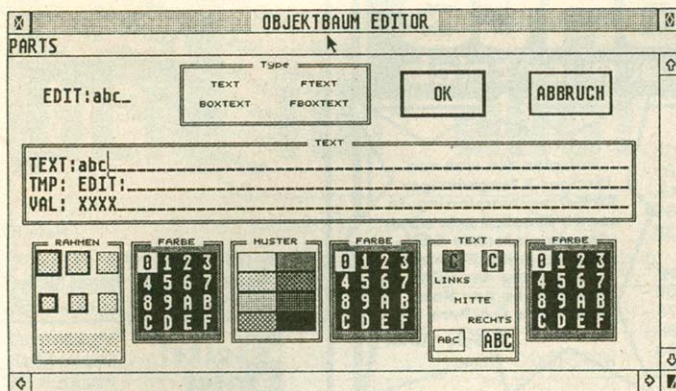 OBJEKTBAUM EDITOR
PARTS
EDIT:abc_
Type
TEXT FTEXT
BOXTEXT FBOXTEXT
OK
ABBRUCH
TEXT
TEXT:abc
TMP: EDIT:
VAL: XXXX
RAHMEN
FARBE
0 1 2 3
4 5 6 7
8 9 A B
C D E F
MUSTER
FARBE
0 1 2 3
4 5 6 7
8 9 A B
C D E F
TEXT
C C
LINKS
MITTE
RECHTS
ABC ABC
FARBE
0 1 2 3
4 5 6 7
8 9 A B
C D E F